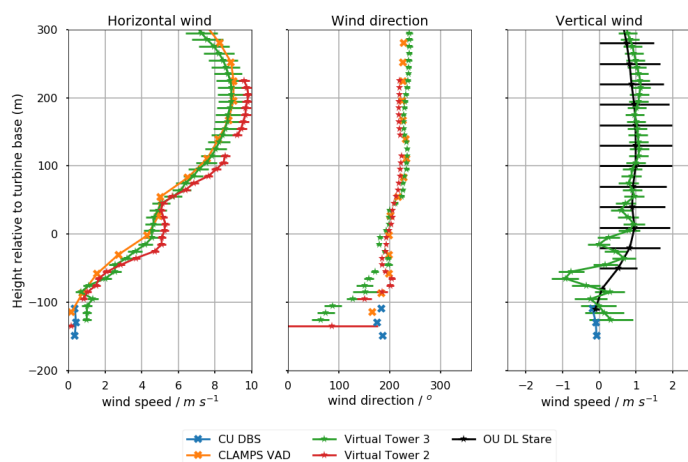 Horizontal wind
Wind direction
Vertical wind
Height relative to turbine base (m)
300
200
100
0
−100
−200
0 2 4 6 8 10
0 100 200 300
−2 −1 0 1 2
wind speed / m s⁻¹
wind direction / °
wind speed / m s⁻¹
CU DBS
CLAMPS VAD
Virtual Tower 3
Virtual Tower 2
OU DL Stare